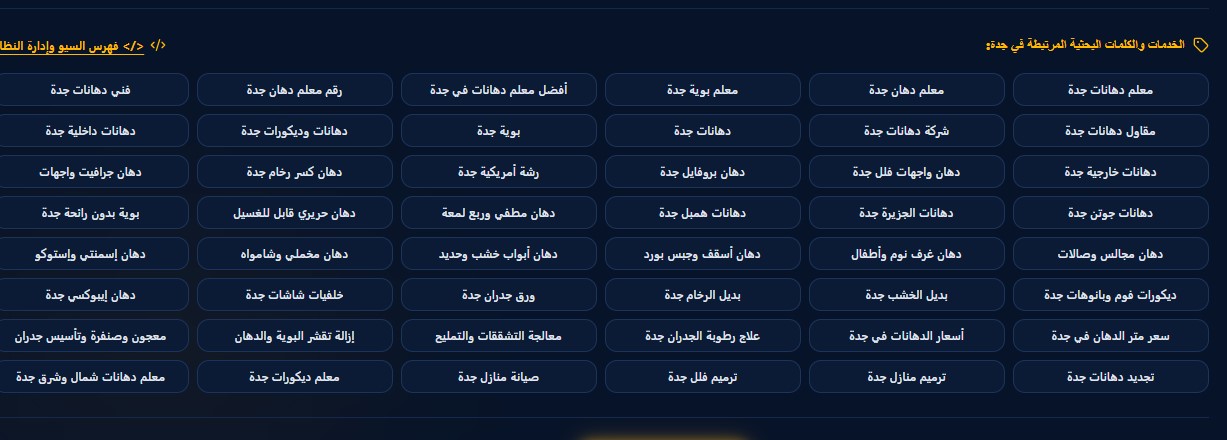 الخدمات والكلمات البحثية المرتبطة في جدة:
</> فهرس السيو وإدارة النظا
معلم دهانات جدة
معلم دهان جدة
معلم بوية جدة
أفضل معلم دهانات في جدة
رقم معلم دهان جدة
فني دهانات جدة
مقاول دهانات جدة
شركة دهانات جدة
دهانات جدة
بوية جدة
دهانات وديكورات جدة
دهانات داخلية جدة
دهانات خارجية جدة
دهان واجهات فلل جدة
دهان بروفايل جدة
رشة أمريكية جدة
دهان كسر رخام جدة
دهان جرافيت واجهات
دهانات جوتن جدة
دهانات الجزيرة جدة
دهانات همبل جدة
دهان مطفي وربع لمعة
دهان حريري قابل للغسيل
بوية بدون رائحة جدة
دهان مجالس وصالات
دهان غرف نوم وأطفال
دهان أسقف وجبس بورد
دهان أبواب خشب وحديد
دهان مخملي وشامواه
دهان إسمنتي وإستوكو
ديكورات فوم وبانوهات جدة
بديل الخشب جدة
بديل الرخام جدة
ورق جدران جدة
خلفيات شاشات جدة
دهان إيبوكسي جدة
سعر متر الدهان في جدة
أسعار الدهانات في جدة
علاج رطوبة الجدران جدة
معالجة التشققات والتمليح
إزالة تقشر البوية والدهان
معجون وصنفرة وتأسيس جدران
تجديد دهانات جدة
ترميم منازل جدة
ترميم فلل جدة
صيانة منازل جدة
معلم ديكورات جدة
معلم دهانات شمال وشرق جدة